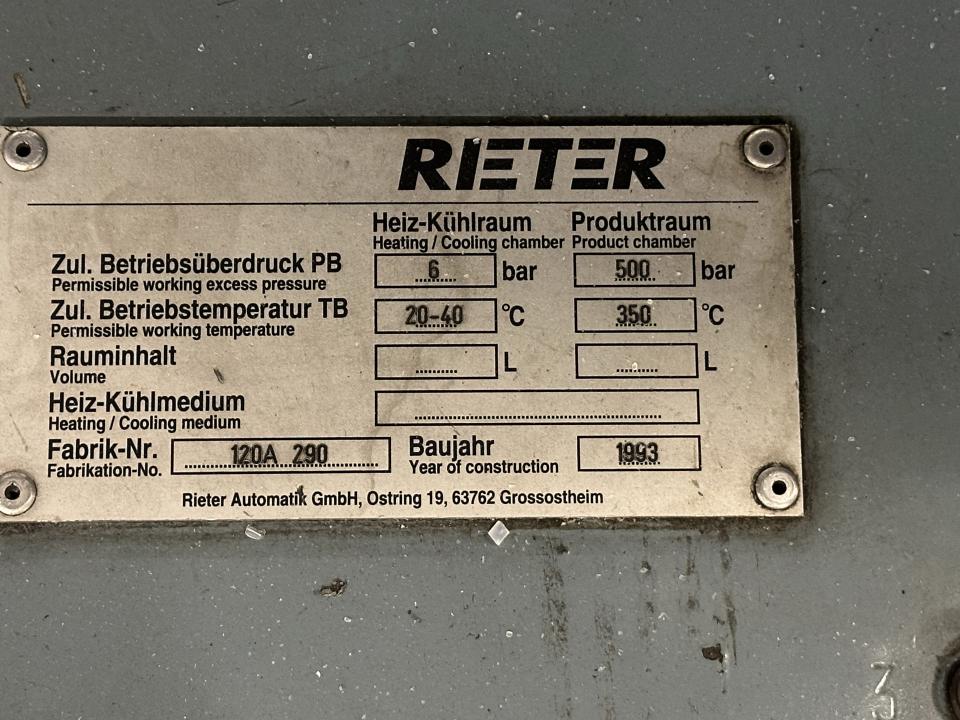 RIETER
Heiz-Kühlraum Produktraum
Heating / Cooling chamber Product chamber
Zul. Betriebsüberdruck PB 6 bar 500 bar
Permissible working excess pressure
Zul. Betriebstemperatur TB 20-40 °C 350 °C
Permissible working temperature
Rauminhalt L L
Volume
Heiz-Kühlmedium
Heating / Cooling medium
Fabrik-Nr. 120A 290 Baujahr 1993
Fabrikation-No. Year of construction
Rieter Automatik GmbH, Ostring 19, 63762 Grossostheim
3